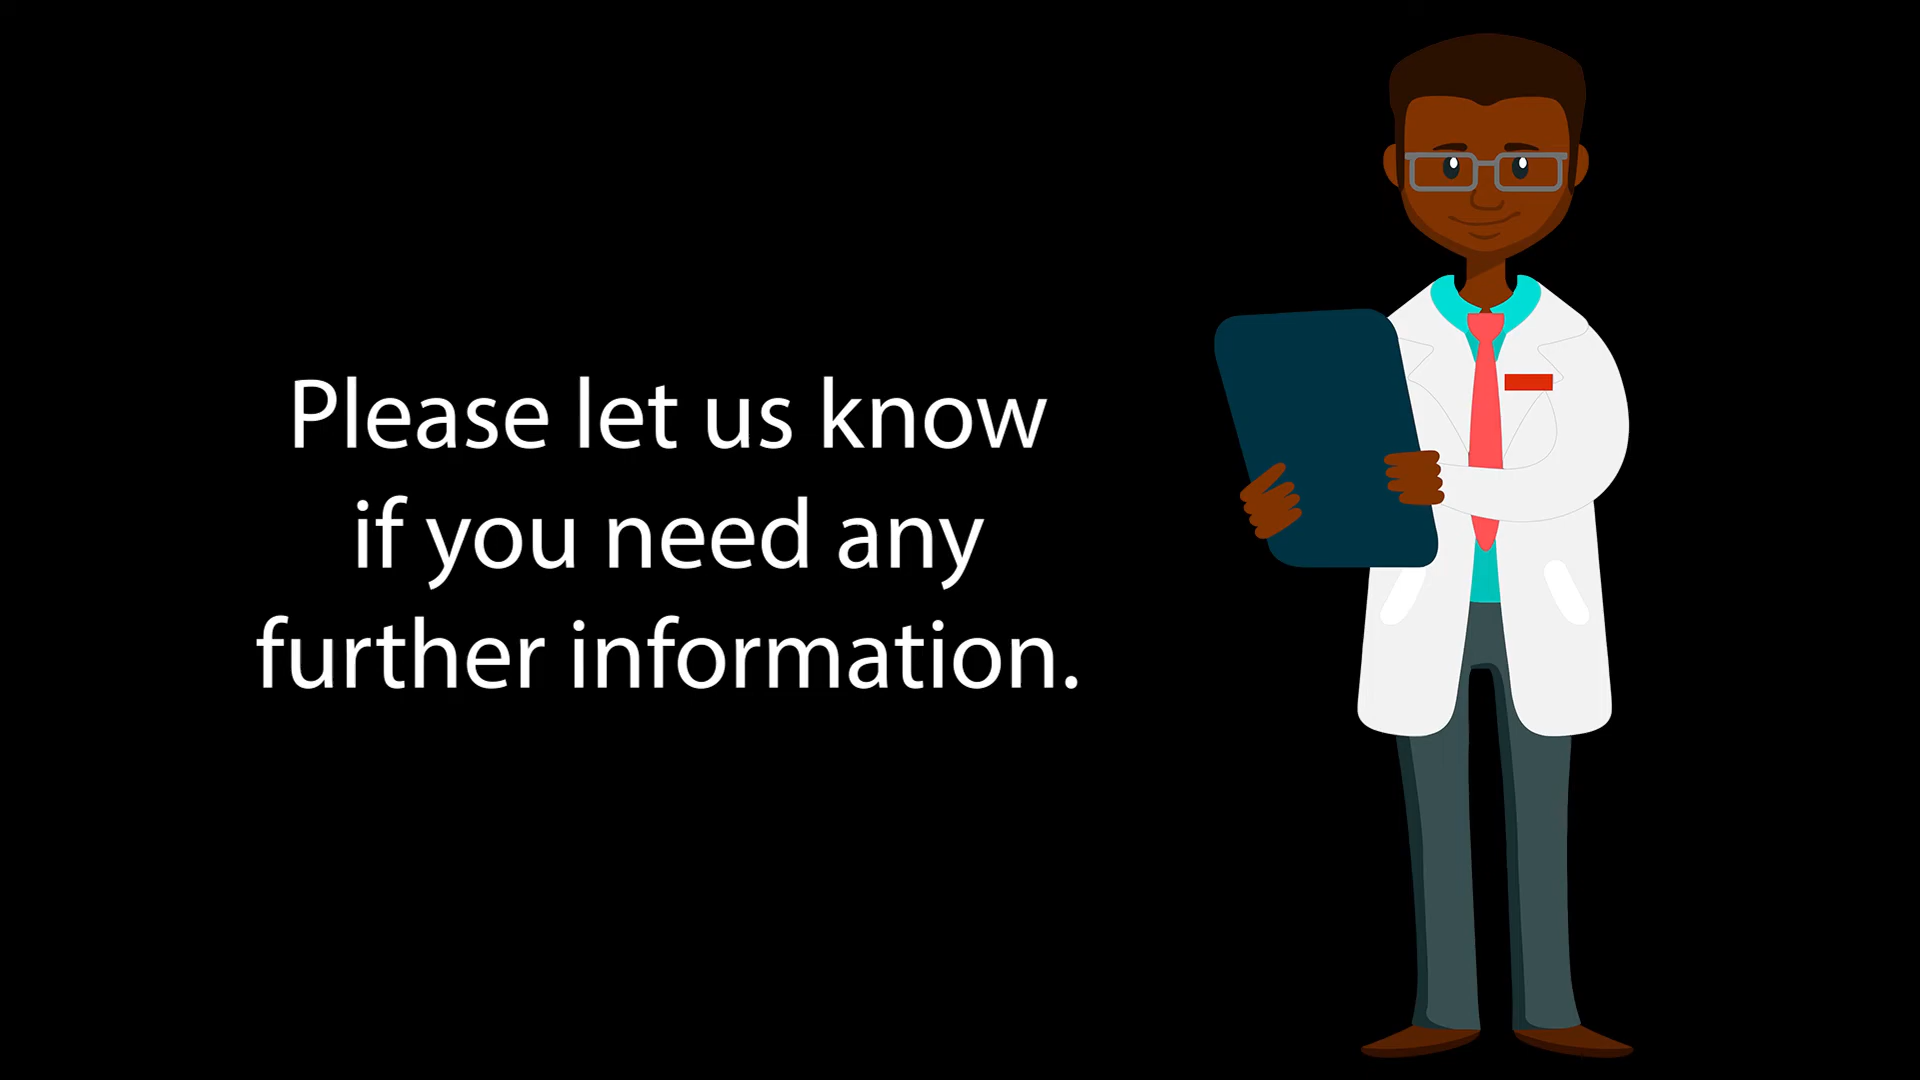 Please let us know
if you need any
further information.